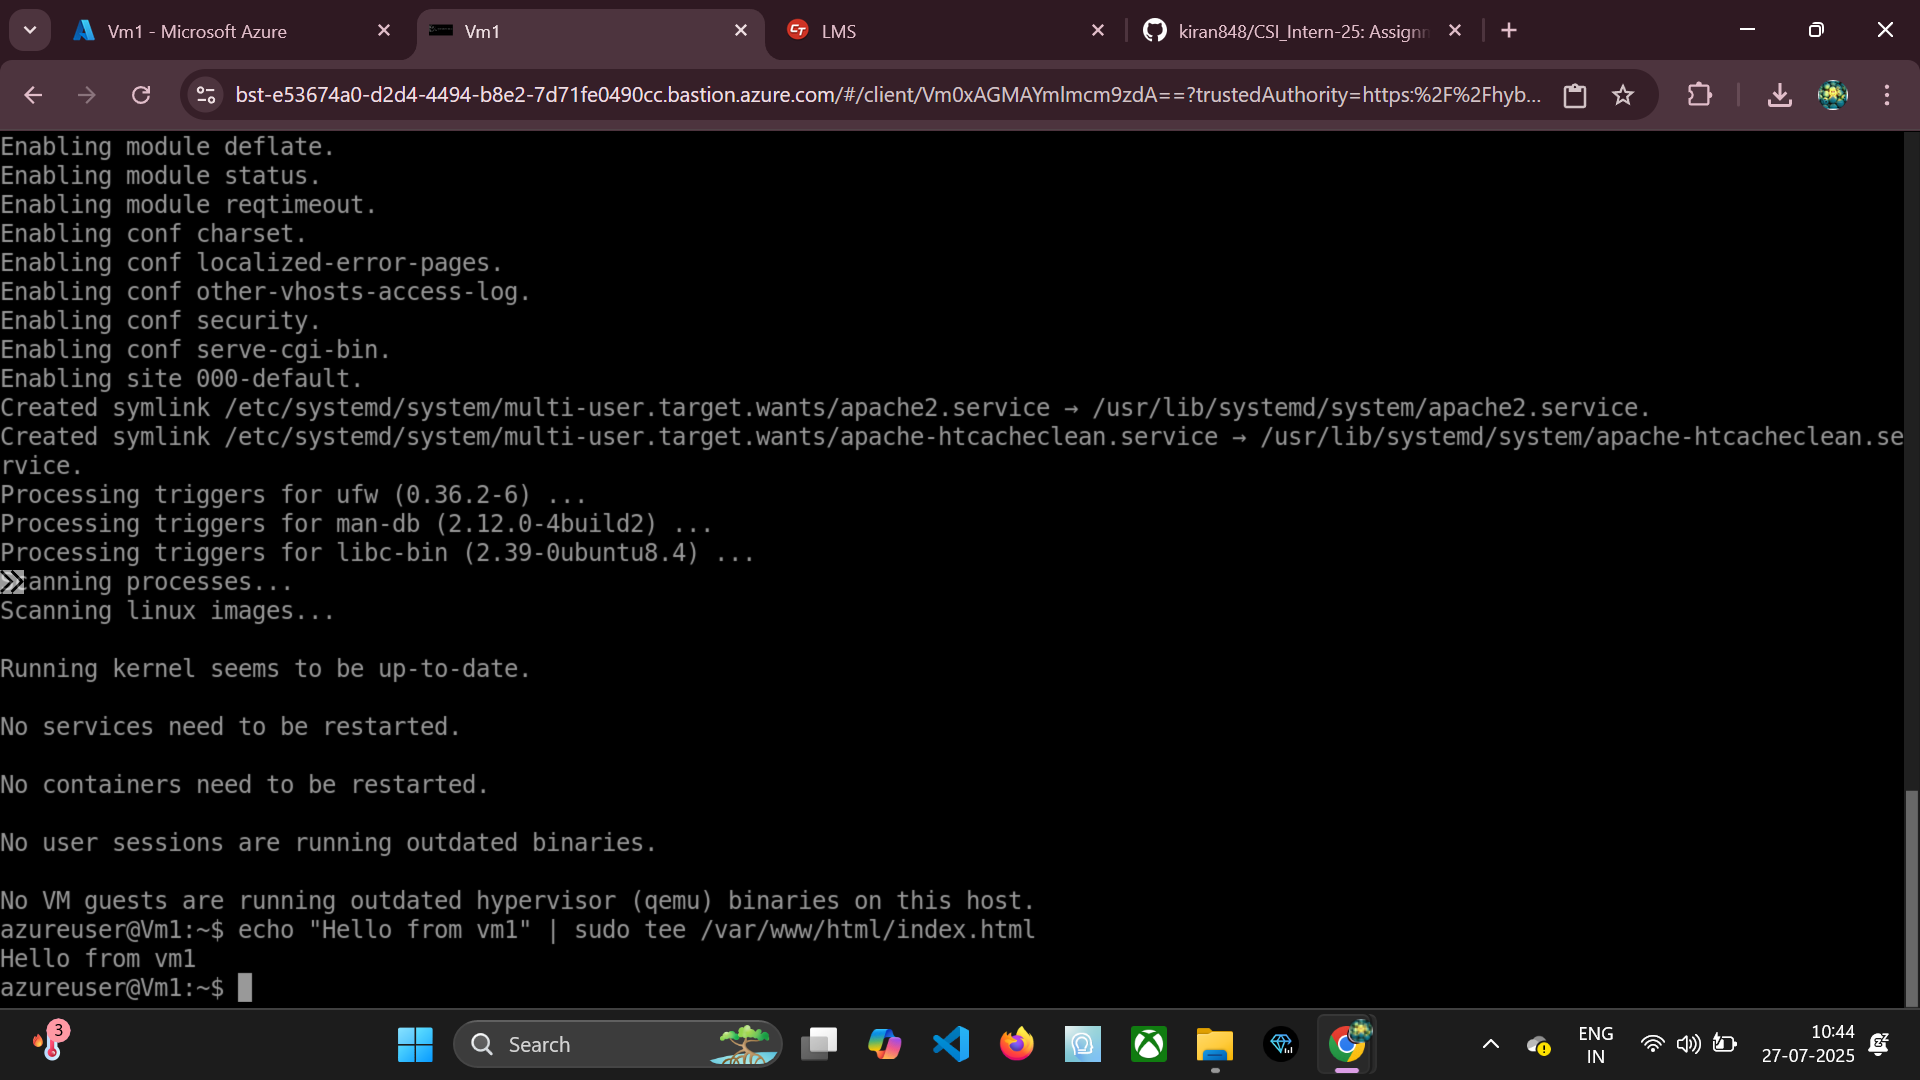 Vm1 - Microsoft Azure
Vm1
LMS
kiran848/CSI_Intern-25: Assignm
bst-e53674a0-d2d4-4494-b8e2-7d71fe0490cc.bastion.azure.com/#/client/Vm0xAGMAYmlmcm9zdA==?trustedAuthority=https:%2F%2Fhyb...
Enabling module deflate.
Enabling module status.
Enabling module reqtimeout.
Enabling conf charset.
Enabling conf localized-error-pages.
Enabling conf other-vhosts-access-log.
Enabling conf security.
Enabling conf serve-cgi-bin.
Enabling site 000-default.
Created symlink /etc/systemd/system/multi-user.target.wants/apache2.service → /usr/lib/systemd/system/apache2.service.
Created symlink /etc/systemd/system/multi-user.target.wants/apache-htcacheclean.service → /usr/lib/systemd/system/apache-htcacheclean.se
rvice.
Processing triggers for ufw (0.36.2-6) ...
Processing triggers for man-db (2.12.0-4build2) ...
Processing triggers for libc-bin (2.39-0ubuntu8.4) ...
Scanning processes...
Scanning linux images...
Running kernel seems to be up-to-date.
No services need to be restarted.
No containers need to be restarted.
No user sessions are running outdated binaries.
No VM guests are running outdated hypervisor (qemu) binaries on this host.
azureuser@Vm1:~$ echo "Hello from vm1" | sudo tee /var/www/html/index.html
Hello from vm1
azureuser@Vm1:~$
3
Search
ENG
IN
10:44
27-07-2025